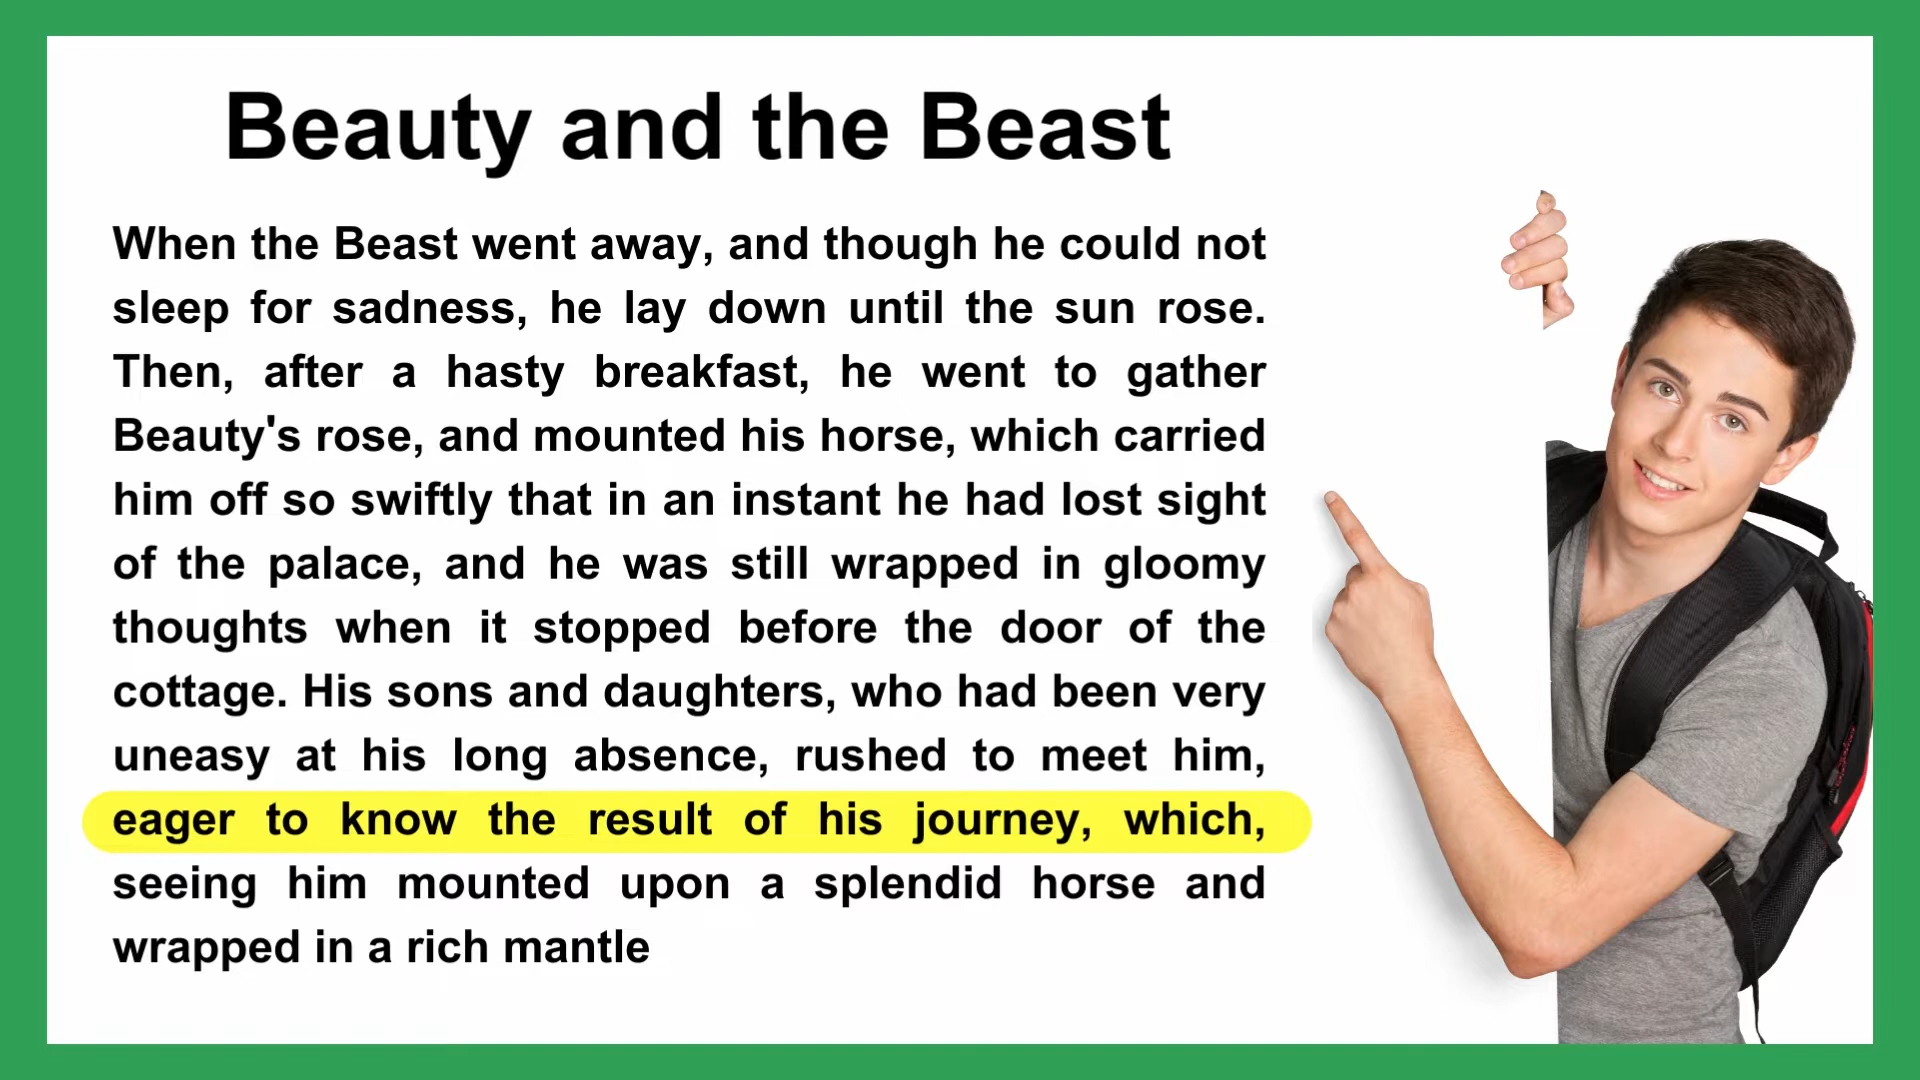 Beauty and the Beast
When the Beast went away, and though he could not
sleep for sadness, he lay down until the sun rose.
Then, after a hasty breakfast, he went to gather
Beauty's rose, and mounted his horse, which carried
him off so swiftly that in an instant he had lost sight
of the palace, and he was still wrapped in gloomy
thoughts when it stopped before the door of the
cottage. His sons and daughters, who had been very
uneasy at his long absence, rushed to meet him,
eager to know the result of his journey, which,
seeing him mounted upon a splendid horse and
wrapped in a rich mantle